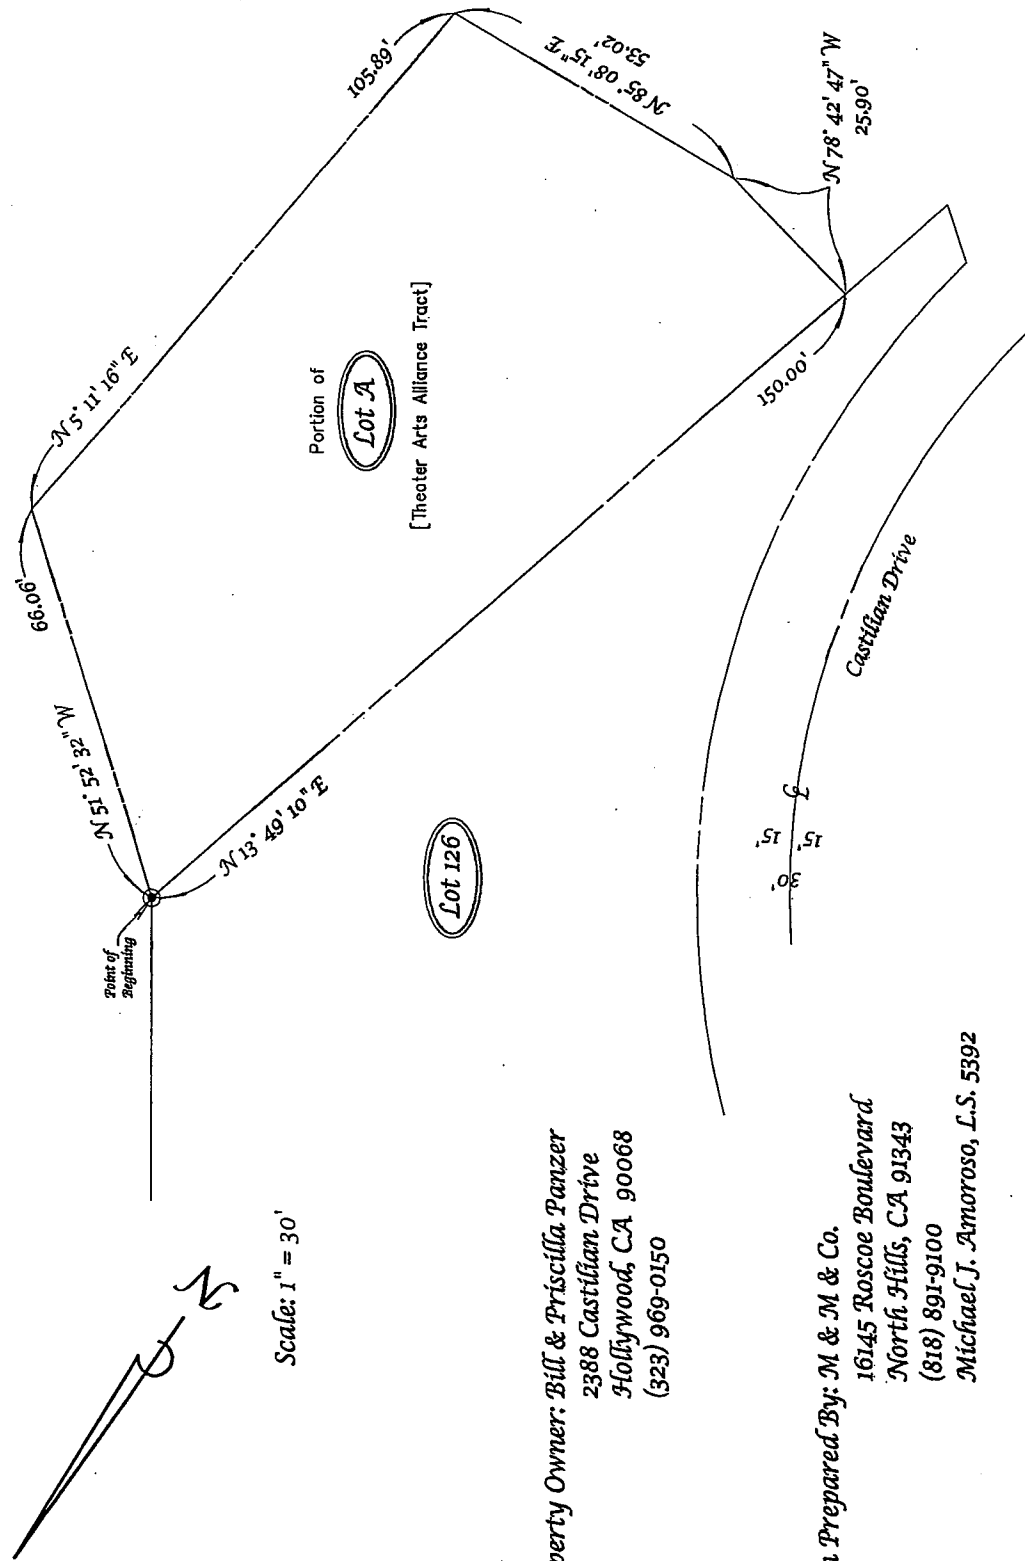 N 51° 52' 32" W
66.06'
N 5° 11' 16" E
105.89'
N 85° 08' 15" E
53.02'
N 78° 42' 47" W
25.90'
Point of
Beginning
N 13° 49' 10" E
150.00'
Portion of
Lot A
[Theater Arts Alliance Tract]
Lot 126
Castilian Drive
30'
15' 15'
N
Scale: 1" = 30'
perty Owner: Bill & Priscilla Panzer
2388 Castilian Drive
Hollywood, CA 90068
(323) 969-0150
n Prepared By: M & M & Co.
16145 Roscoe Boulevard
North Hills, CA 91343
(818) 891-9100
Michael J. Amoroso, L.S. 5392